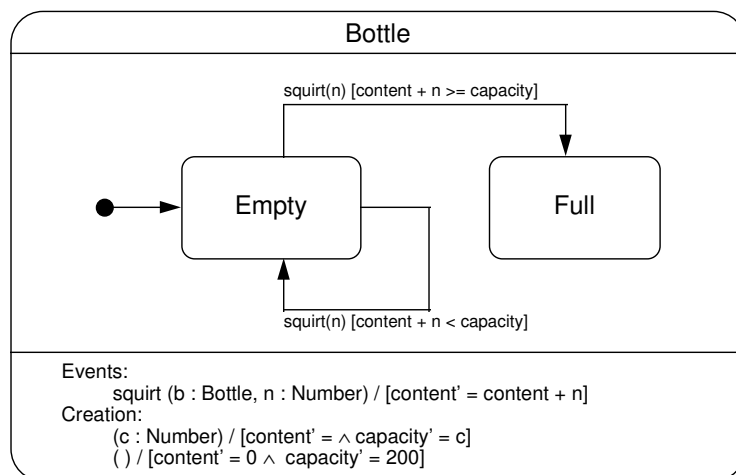 Bottle
squirt(n) [content + n >= capacity]
Empty
Full
squirt(n) [content + n < capacity]
Events:
squirt (b : Bottle, n : Number) / [content’ = content + n]
Creation:
(c : Number) / [content’ = ∧ capacity’ = c]
( ) / [content’ = 0 ∧ capacity’ = 200]